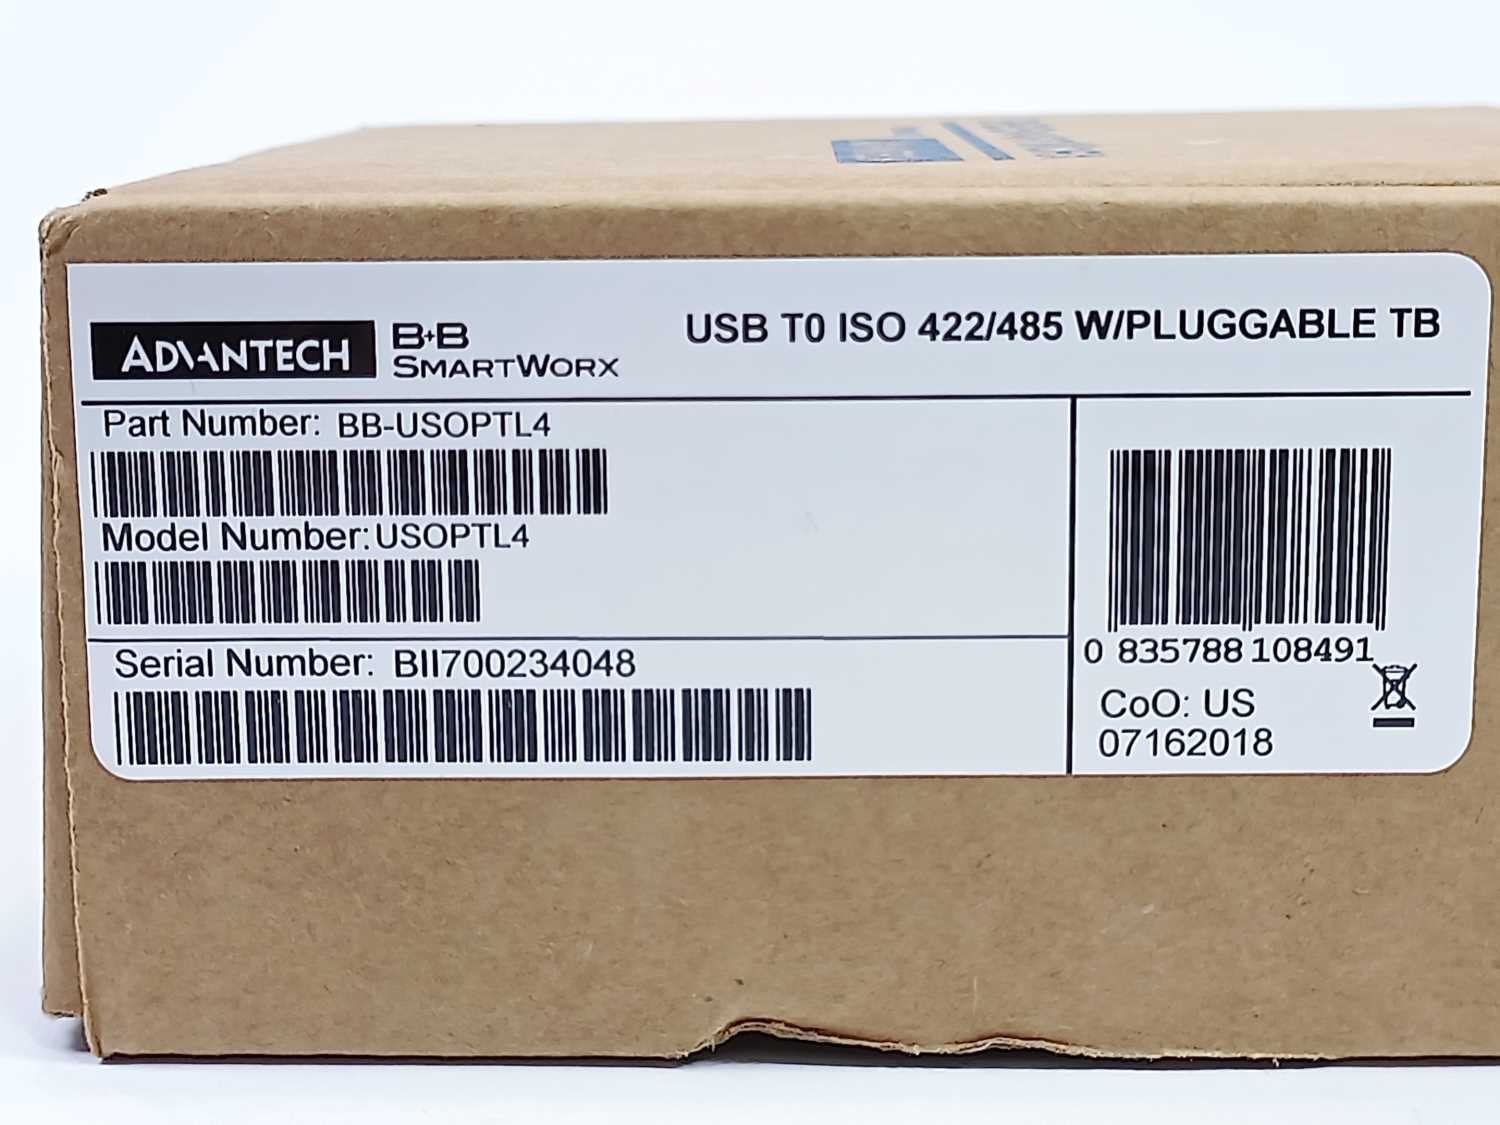 ADVANTECH
B+B
SMARTWORX
USB T0 ISO 422/485 W/PLUGGABLE TB
Part Number: BB-USOPTL4
Model Number: USOPTL4
Serial Number: BII700234048
0 835788 108491
CoO: US
07162018